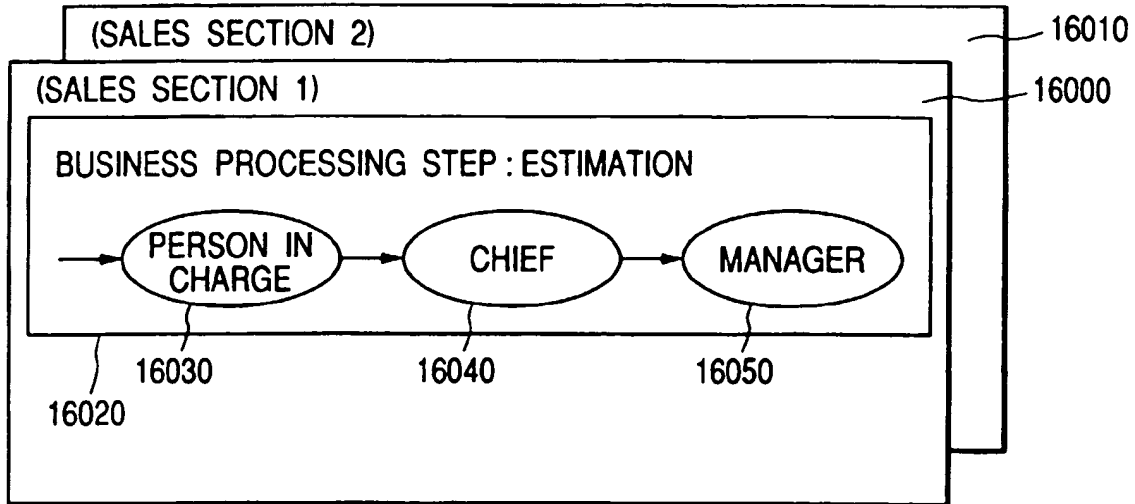 (SALES SECTION 2)
16010
(SALES SECTION 1)
16000
BUSINESS PROCESSING STEP : ESTIMATION
PERSON IN
CHARGE
CHIEF
MANAGER
16030
16040
16050
16020